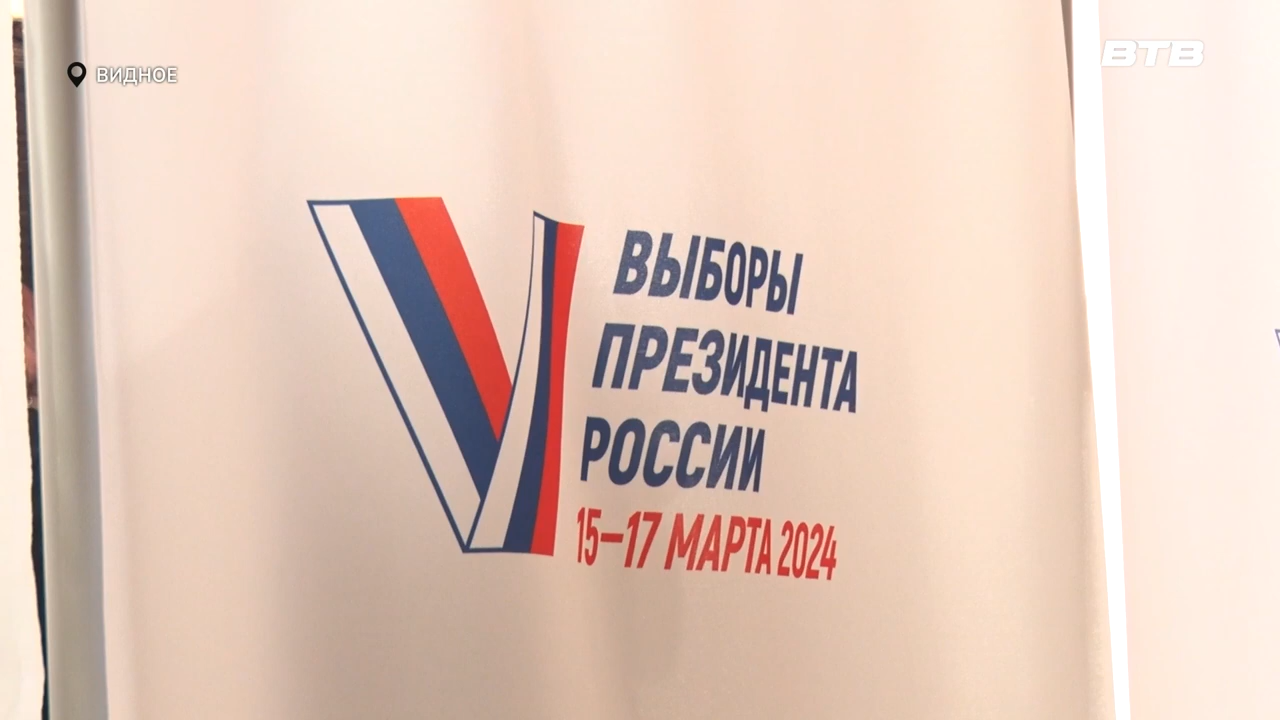 ВИДНОЕ
ВТВ
ВЫБОРЫ
ПРЕЗИДЕНТА
РОССИИ
15–17 МАРТА 2024